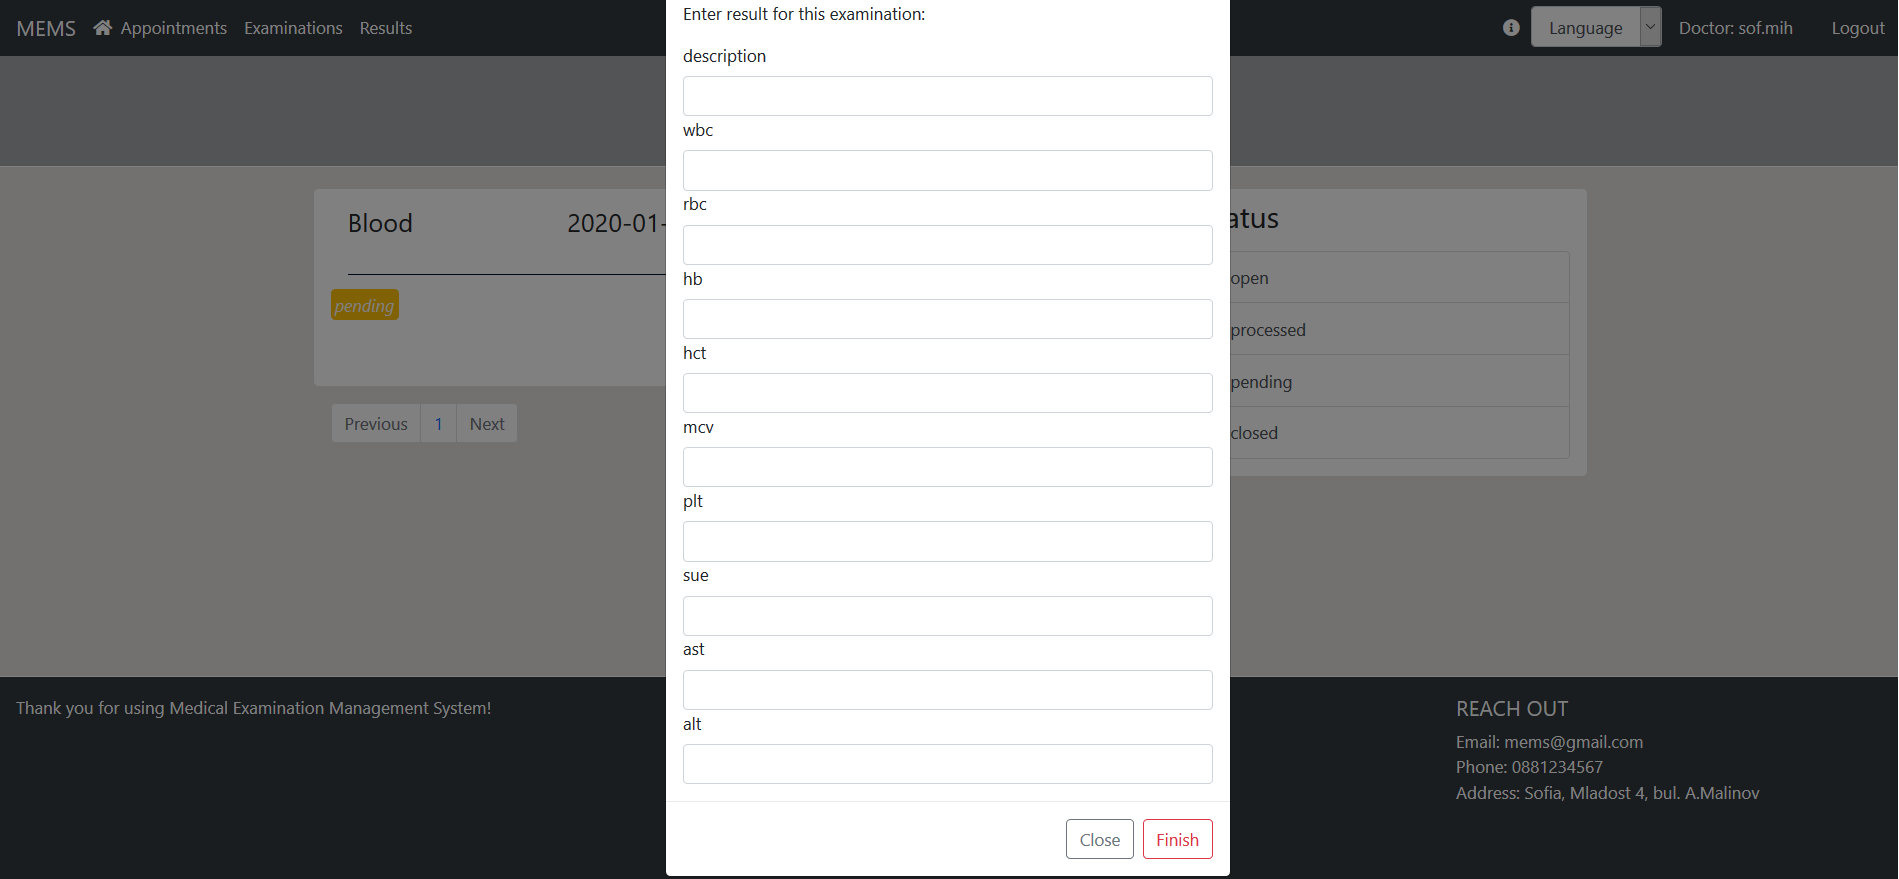 MEMS Appointments Examinations Results Language Doctor: sof.mih Logout
Enter result for this examination:
description
wbc
rbc
hb
hct
mcv
plt
sue
ast
alt
Close Finish
Blood 2020-01-
pending
Previous 1 Next
atus
open
processed
pending
closed
Thank you for using Medical Examination Management System!
REACH OUT
Email: mems@gmail.com
Phone: 0881234567
Address: Sofia, Mladost 4, bul. A.Malinov